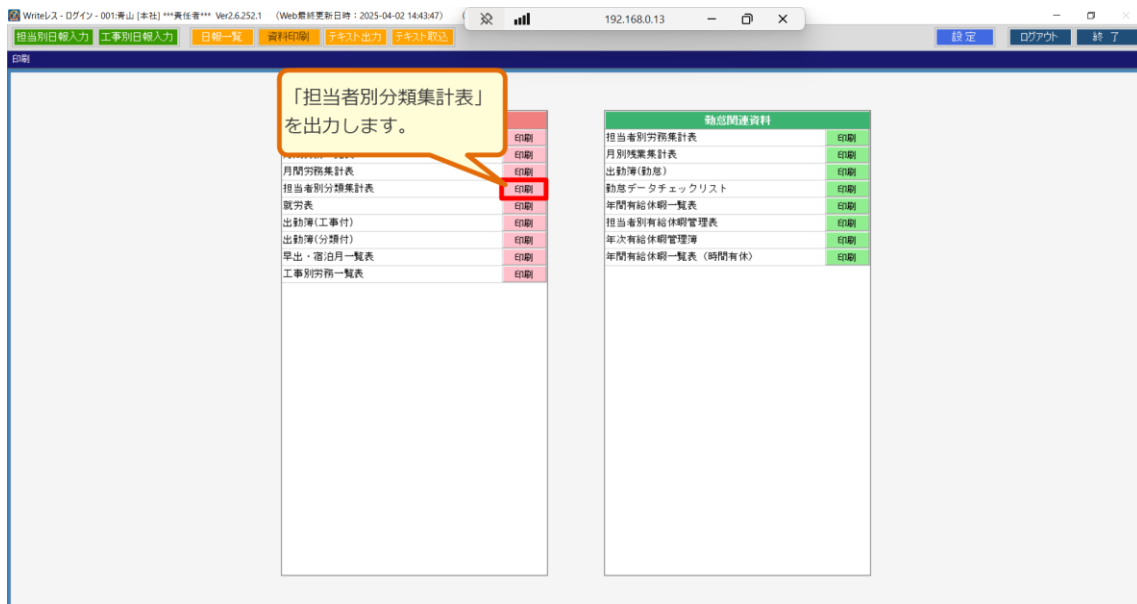 Writeレス - ログイン - 001:青山 [本社] ***責任者*** Ver2.6.252.1 （Web最終更新日時：2025-04-02 14:43:47）
192.168.0.13
担当別日報入力 工事別日報入力 日報一覧 資料印刷 テキスト出力 テキスト取込 設定 ログアウト 終了
印刷
「担当者別分類集計表」
を出力します。
印刷
印刷
月間労務集計表 印刷
担当者別分類集計表 印刷
就労表 印刷
出勤簿(工事付) 印刷
出勤簿(分類付) 印刷
早出・宿泊月一覧表 印刷
工事別労務一覧表 印刷
勤怠関連資料
担当者別労務集計表 印刷
月別残業集計表 印刷
出勤簿(勤怠) 印刷
勤怠データチェックリスト 印刷
年間有給休暇一覧表 印刷
担当者別有給休暇管理表 印刷
年次有給休暇管理簿 印刷
年間有給休暇一覧表（時間有休） 印刷